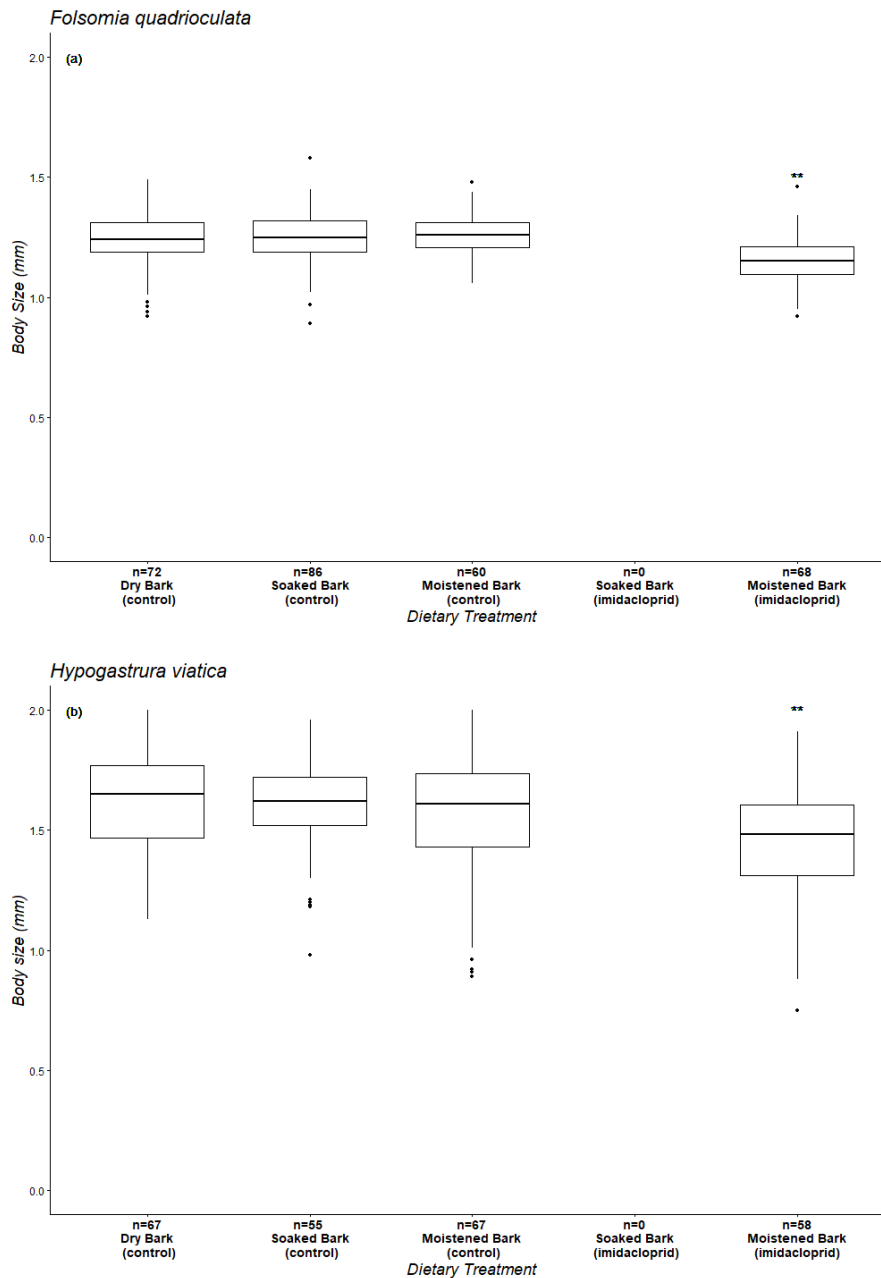 Folsomia quadrioculata
(a)
2.0
**
1.5
1.0
0.5
0.0
Body Size (mm)
n=72 n=86 n=60 n=0 n=68
Dry Bark Soaked Bark Moistened Bark Soaked Bark Moistened Bark
(control) (control) (control) (imidacloprid) (imidacloprid)
Dietary Treatment
Hypogastrura viatica
(b)
2.0
**
1.5
1.0
0.5
0.0
Body size (mm)
n=67 n=55 n=67 n=0 n=58
Dry Bark Soaked Bark Moistened Bark Soaked Bark Moistened Bark
(control) (control) (control) (imidacloprid) (imidacloprid)
Dietary Treatment